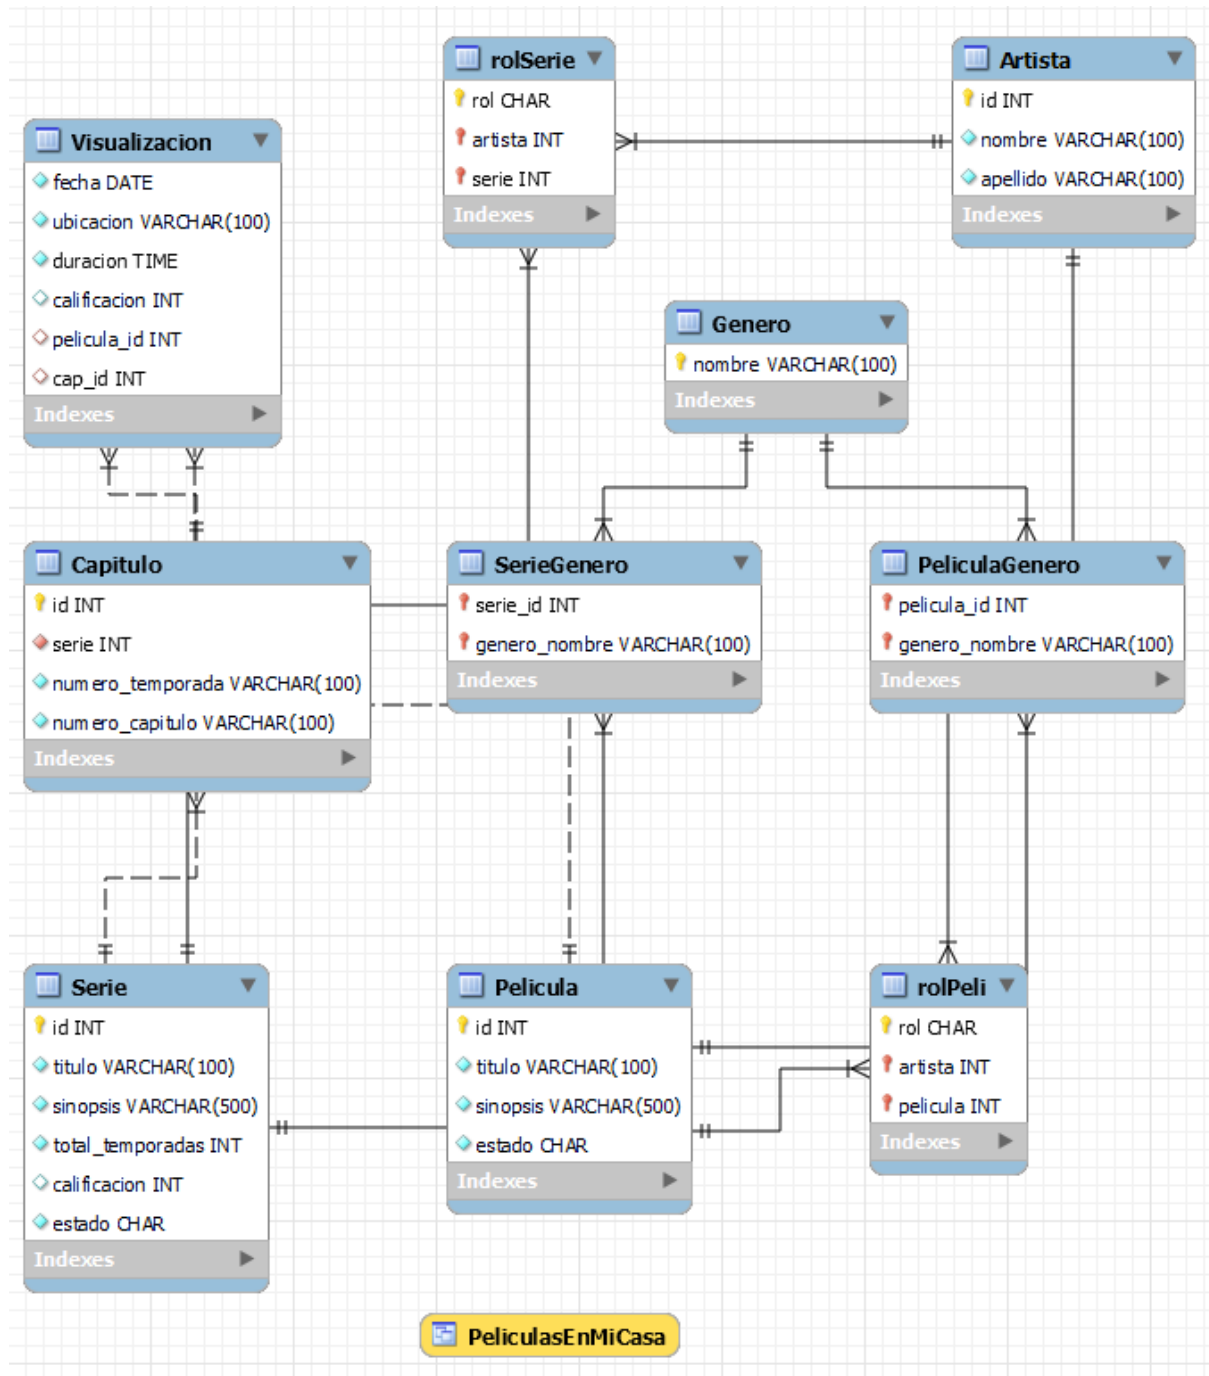 rolSerie
rol CHAR
artista INT
serie INT
Indexes
Artista
id INT
nombre VARCHAR(100)
apellido VARCHAR(100)
Indexes
Visualizacion
fecha DATE
ubicacion VARCHAR(100)
duracion TIME
calificacion INT
pelicula_id INT
cap_id INT
Indexes
Genero
nombre VARCHAR(100)
Indexes
Capitulo
id INT
serie INT
numero_temporada VARCHAR(100)
numero_capitulo VARCHAR(100)
Indexes
SerieGenero
serie_id INT
genero_nombre VARCHAR(100)
Indexes
PeliculaGenero
pelicula_id INT
genero_nombre VARCHAR(100)
Indexes
Serie
id INT
titulo VARCHAR(100)
sinopsis VARCHAR(500)
total_temporadas INT
calificacion INT
estado CHAR
Indexes
Pelicula
id INT
titulo VARCHAR(100)
sinopsis VARCHAR(500)
estado CHAR
Indexes
rolPeli
rol CHAR
artista INT
pelicula INT
Indexes
PeliculasEnMiCasa